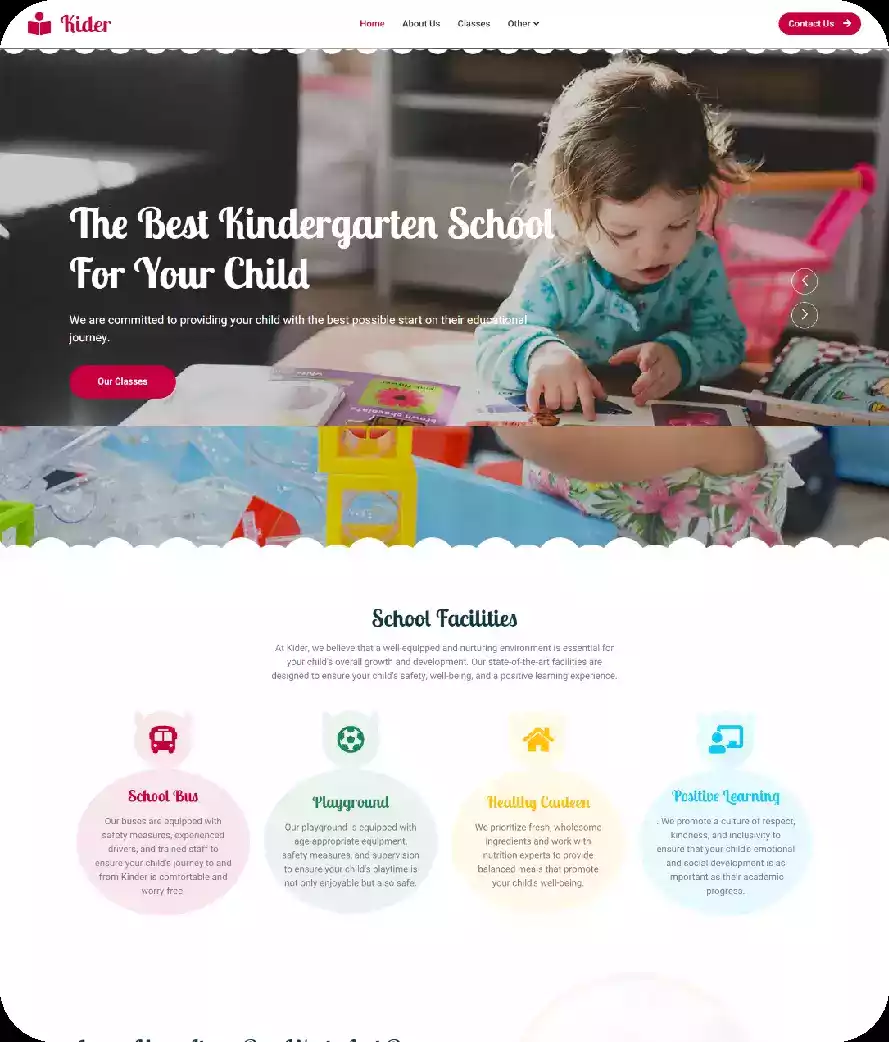 Kider
Home About Us Classes Other
Contact Us
The Best Kindergarten School
For Your Child
We are committed to providing your child with the best possible start on their educational
journey.
Our Classes
School Facilities
At Kider, we believe that a well-equipped and nurturing environment is essential for
your child's overall growth and development. Our state-of-the-art facilities are
designed to ensure your child's safety, well-being, and a positive learning experience.
School Bus
Our buses are equipped with
safety measures, experienced
drivers, and trained staff to
ensure your child's journey to and
from Kinder is comfortable and
worry free.
Playground
Our playground is equipped with
age-appropriate equipment,
safety measures, and supervision
to ensure your child's playtime is
not only enjoyable but also safe.
Healthy Canteen
We prioritize fresh, wholesome
ingredients and work with
nutrition experts to provide
balanced meals that promote
your child's well-being.
Positive Learning
. We promote a culture of respect,
kindness, and inclusivity to
ensure that your child's emotional
and social development is as
important as their academic
progress.